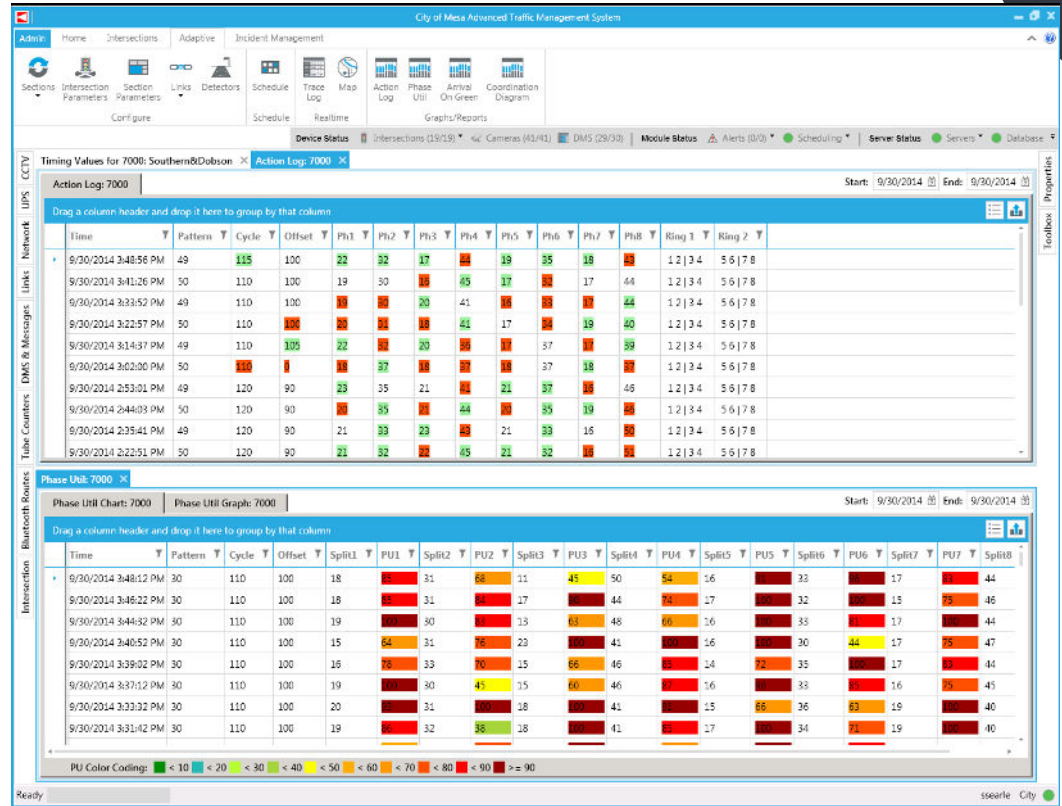 City of Mesa Advanced Traffic Management System
Admin Home Intersections Adaptive Incident Management
Sections Intersection Parameters Section Parameters Links Detectors Schedule Trace Log Map Action Log Phase Util Arrival On Green Coordination Diagram
Configure Schedule Realtime Graphs/Reports
Device Status Intersections (19/19) Cameras (41/41) DMS (29/30) Module Status Alerts (0/0) Scheduling Server Status Servers Database
CCTV
UPS
Network
Links
DMS & Messages
Tube Counters
Bluetooth Routes
Intersection
Properties
Toolbox
Timing Values for 7000: Southern&Dobson Action Log: 7000
Action Log: 7000 Start: 9/30/2014 End: 9/30/2014
Drag a column header and drop it here to group by that column
Time Pattern Cycle Offset Ph1 Ph2 Ph3 Ph4 Ph5 Ph6 Ph7 Ph8 Ring 1 Ring 2
9/30/2014 3:48:56 PM 49 115 100 22 32 17 44 19 35 18 43 1 2 | 3 4 5 6 | 7 8
9/30/2014 3:41:26 PM 50 110 100 19 30 16 45 17 32 17 44 1 2 | 3 4 5 6 | 7 8
9/30/2014 3:33:52 PM 49 110 100 19 30 20 41 16 33 17 44 1 2 | 3 4 5 6 | 7 8
9/30/2014 3:22:57 PM 50 110 100 20 31 18 41 17 34 19 40 1 2 | 3 4 5 6 | 7 8
9/30/2014 3:14:37 PM 49 110 105 22 32 20 36 17 37 17 39 1 2 | 3 4 5 6 | 7 8
9/30/2014 3:02:00 PM 50 110 0 18 37 18 37 18 37 18 37 1 2 | 3 4 5 6 | 7 8
9/30/2014 2:53:01 PM 49 120 90 23 35 21 41 21 37 16 46 1 2 | 3 4 5 6 | 7 8
9/30/2014 2:44:03 PM 50 120 90 20 35 21 44 20 35 19 46 1 2 | 3 4 5 6 | 7 8
9/30/2014 2:35:41 PM 49 120 90 21 33 23 43 21 33 16 50 1 2 | 3 4 5 6 | 7 8
9/30/2014 2:22:51 PM 50 120 90 21 32 22 45 21 32 16 51 1 2 | 3 4 5 6 | 7 8
Phase Util: 7000
Phase Util Chart: 7000 Phase Util Graph: 7000 Start: 9/30/2014 End: 9/30/2014
Drag a column header and drop it here to group by that column
Time Pattern Cycle Offset Split1 PU1 Split2 PU2 Split3 PU3 Split4 PU4 Split5 PU5 Split6 PU6 Split7 PU7 Split8
9/30/2014 3:48:12 PM 30 110 100 18 85 31 68 11 45 50 54 16 33 17 83 44
9/30/2014 3:46:22 PM 30 110 100 18 85 31 84 17 44 74 17 100 32 100 15 75 46
9/30/2014 3:44:32 PM 30 110 100 19 100 30 83 13 63 48 66 16 100 33 81 17 100 44
9/30/2014 3:40:52 PM 30 110 100 15 64 31 76 23 100 41 100 16 100 30 44 17 75 47
9/30/2014 3:39:02 PM 30 110 100 16 78 33 70 15 66 46 85 14 72 35 100 17 83 44
9/30/2014 3:37:12 PM 30 110 100 19 100 30 45 15 60 46 87 16 33 85 16 75 45
9/30/2014 3:33:32 PM 30 110 100 20 31 100 18 100 41 15 66 36 63 19 100 40
9/30/2014 3:31:42 PM 30 110 100 19 86 32 38 18 100 41 83 17 100 34 71 19 100 40
PU Color Coding: < 10 < 20 < 30 < 40 < 50 < 60 < 70 < 80 < 90 >= 90
Ready ssearle City